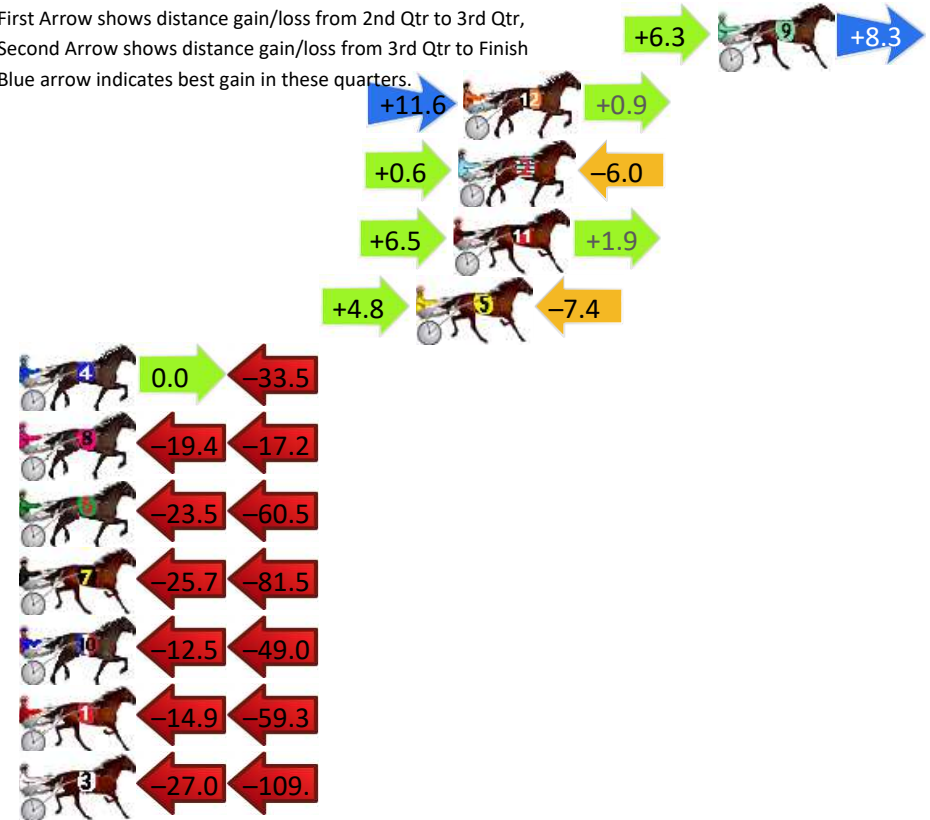 First Arrow shows distance gain/loss from 2nd Qtr to 3rd Qtr,
Second Arrow shows distance gain/loss from 3rd Qtr to Finish
Blue arrow indicates best gain in these quarters.
+6.3 9 +8.3
+11.6 12 +0.9
+0.6 –6.0
+6.5 11 +1.9
+4.8 5 –7.4
4 0.0 –33.5
8 –19.4 –17.2
6 –23.5 –60.5
7 –25.7 –81.5
10 –12.5 –49.0
1 –14.9 –59.3
3 –27.0 –109.